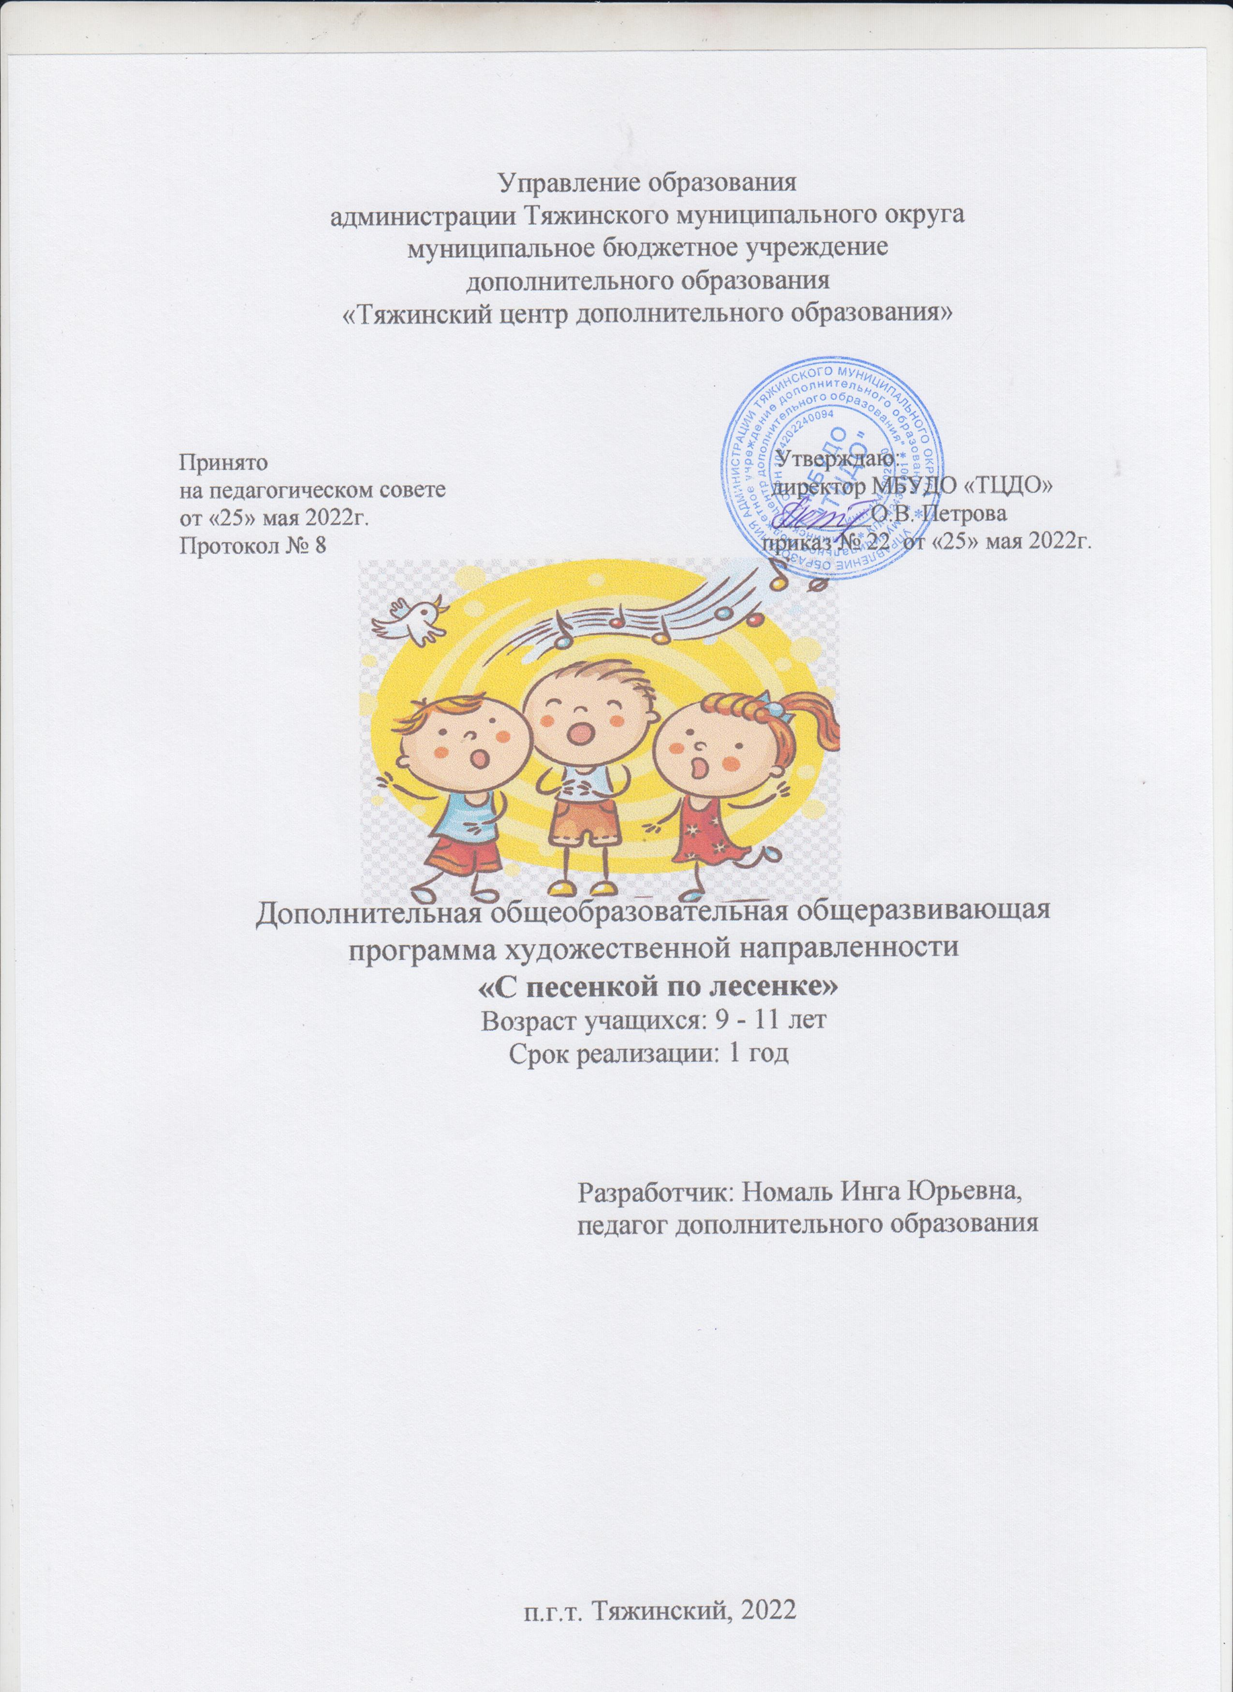 Управление образования
администрации Тяжинского муниципального округа
муниципальное бюджетное учреждение
дополнительного образования
«Тяжинский центр дополнительного образования»
Принято
на педагогическом совете
от «25» мая 2022г.
Протокол № 8
Утверждаю:
директор МБУДО «ТЦДО»
О.В. Петрова
приказ № 22 от «25» мая 2022г.
Дополнительная общеобразовательная общеразвивающая
программа художественной направленности
«С песенкой по лесенке»
Возраст учащихся: 9 - 11 лет
Срок реализации: 1 год
Разработчик: Номаль Инга Юрьевна,
педагог дополнительного образования
п.г.т. Тяжинский, 2022